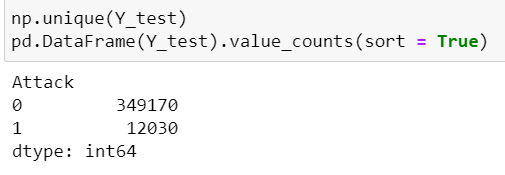 np.unique(Y_test)
pd.DataFrame(Y_test).value_counts(sort = True)
Attack
0         349170
1          12030
dtype: int64